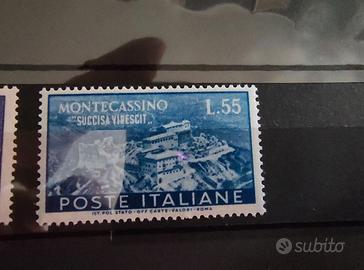 MONTECASSINO L.55
"SUCCISA VIRESCIT„
POSTE ITALIANE
IST. POL. STATO - OFF. CARTE-VALORI - ROMA
subito